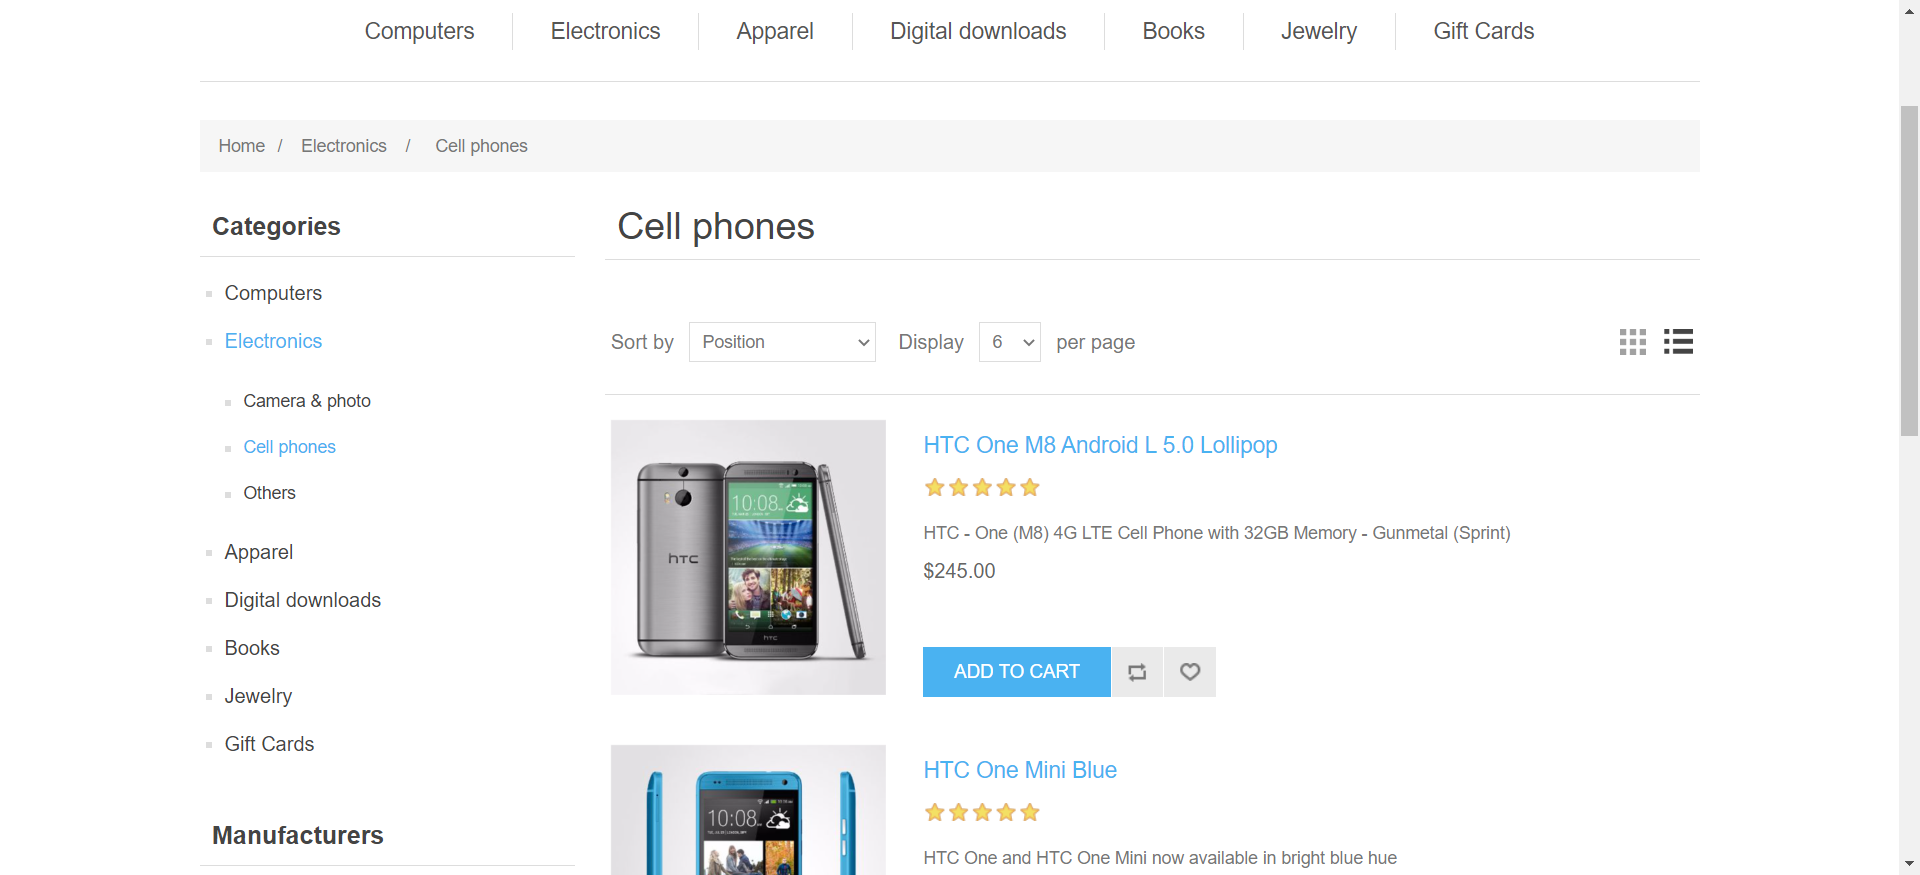 Computers Electronics Apparel Digital downloads Books Jewelry Gift Cards
Home / Electronics / Cell phones
Categories
Computers
Electronics
Camera & photo
Cell phones
Others
Apparel
Digital downloads
Books
Jewelry
Gift Cards
Manufacturers
Cell phones
Sort by Position Display 6 per page
hTC
10:08
hTC
HTC One M8 Android L 5.0 Lollipop
HTC - One (M8) 4G LTE Cell Phone with 32GB Memory - Gunmetal (Sprint)
$245.00
ADD TO CART
10:08
HTC One Mini Blue
HTC One and HTC One Mini now available in bright blue hue